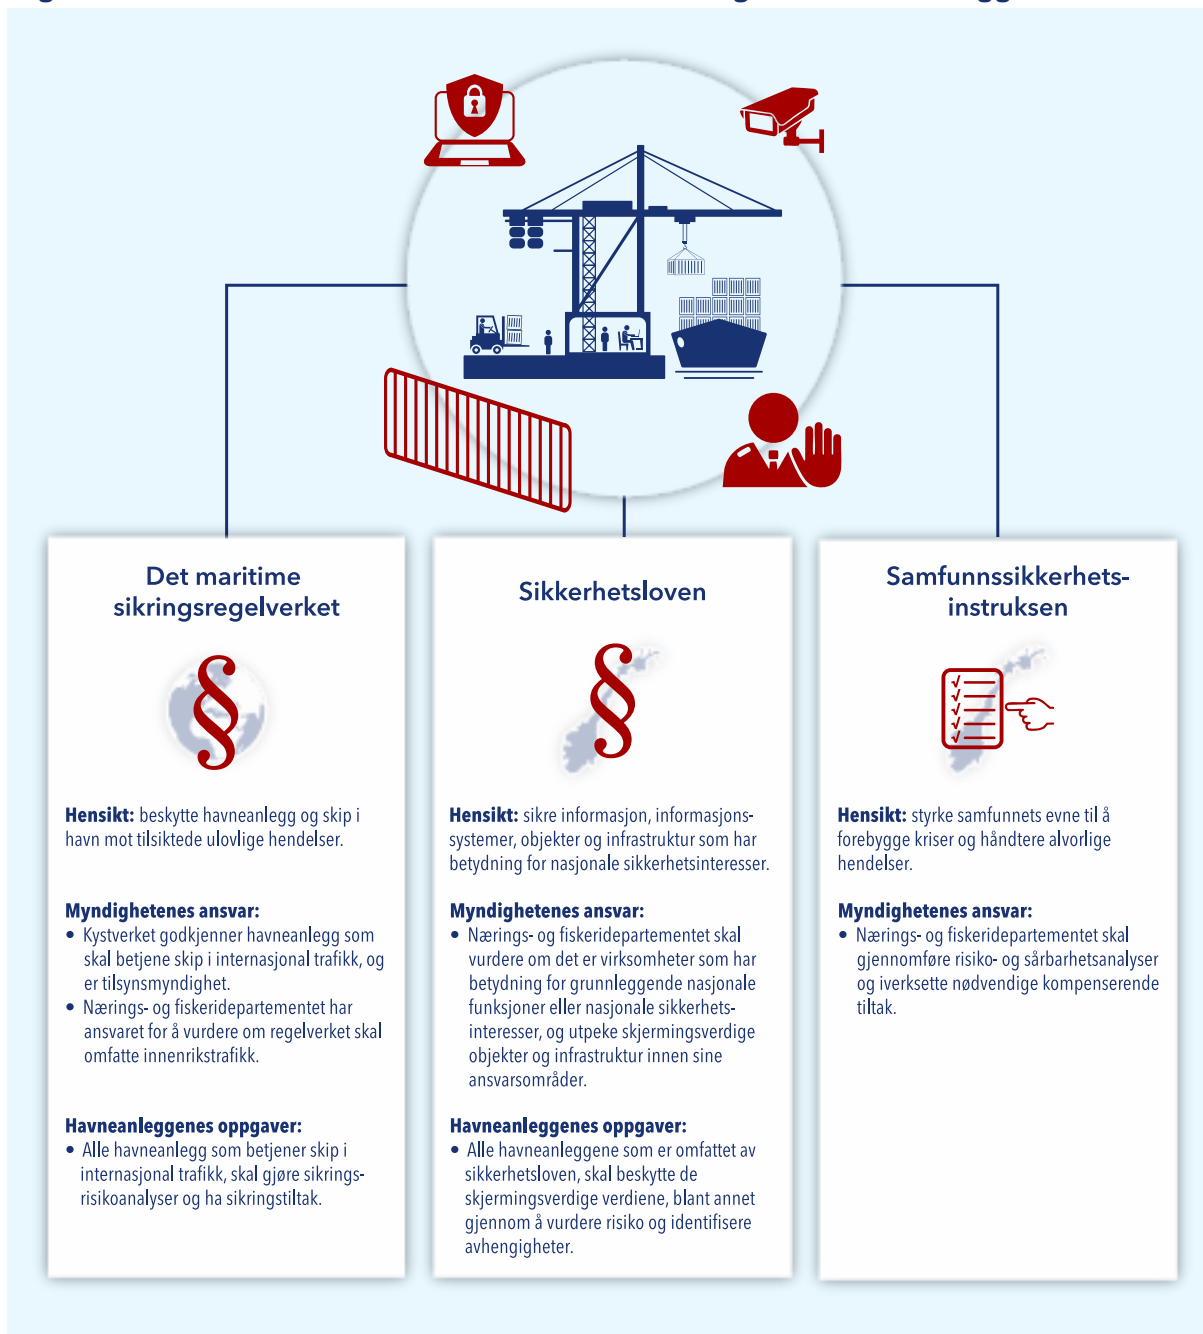 Det maritime
sikringsregelverket
Hensikt: beskytte havneanlegg og skip i
havn mot tilsiktede ulovlige hendelser.
Myndighetenes ansvar:
• Kystverket godkjenner havneanlegg som
skal betjene skip i internasjonal trafikk, og
er tilsynsmyndighet.
• Nærings- og fiskeridepartementet har
ansvaret for å vurdere om regelverket skal
omfatte innenrikstrafikk.
Havneanleggenes oppgaver:
• Alle havneanlegg som betjener skip i
internasjonal trafikk, skal gjøre sikrings-
risikoanalyser og ha sikringstiltak.
Sikkerhetsloven
Hensikt: sikre informasjon, informasjons-
systemer, objekter og infrastruktur som har
betydning for nasjonale sikkerhetsinteresser.
Myndighetenes ansvar:
• Nærings- og fiskeridepartementet skal
vurdere om det er virksomheter som har
betydning for grunnleggende nasjonale
funksjoner eller nasjonale sikkerhets-
interesser, og utpeke skjermingsverdige
objekter og infrastruktur innen sine
ansvarsområder.
Havneanleggenes oppgaver:
• Alle havneanleggene som er omfattet av
sikkerhetsloven, skal beskytte de
skjermingsverdige verdiene, blant annet
gjennom å vurdere risiko og identifisere
avhengigheter.
Samfunnssikkerhets-
instruksen
Hensikt: styrke samfunnets evne til å
forebygge kriser og håndtere alvorlige
hendelser.
Myndighetenes ansvar:
• Nærings- og fiskeridepartementet skal
gjennomføre risiko- og sårbarhetsanalyser
og iverksette nødvendige kompenserende
tiltak.